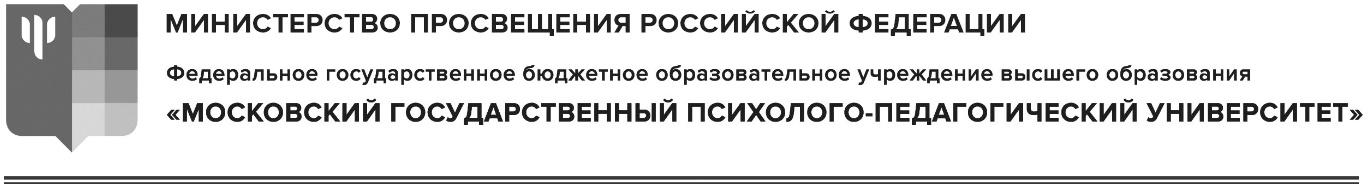 МИНИСТЕРСТВО ПРОСВЕЩЕНИЯ РОССИЙСКОЙ ФЕДЕРАЦИИ
Федеральное государственное бюджетное образовательное учреждение высшего образования
«МОСКОВСКИЙ ГОСУДАРСТВЕННЫЙ ПСИХОЛОГО-ПЕДАГОГИЧЕСКИЙ УНИВЕРСИТЕТ»